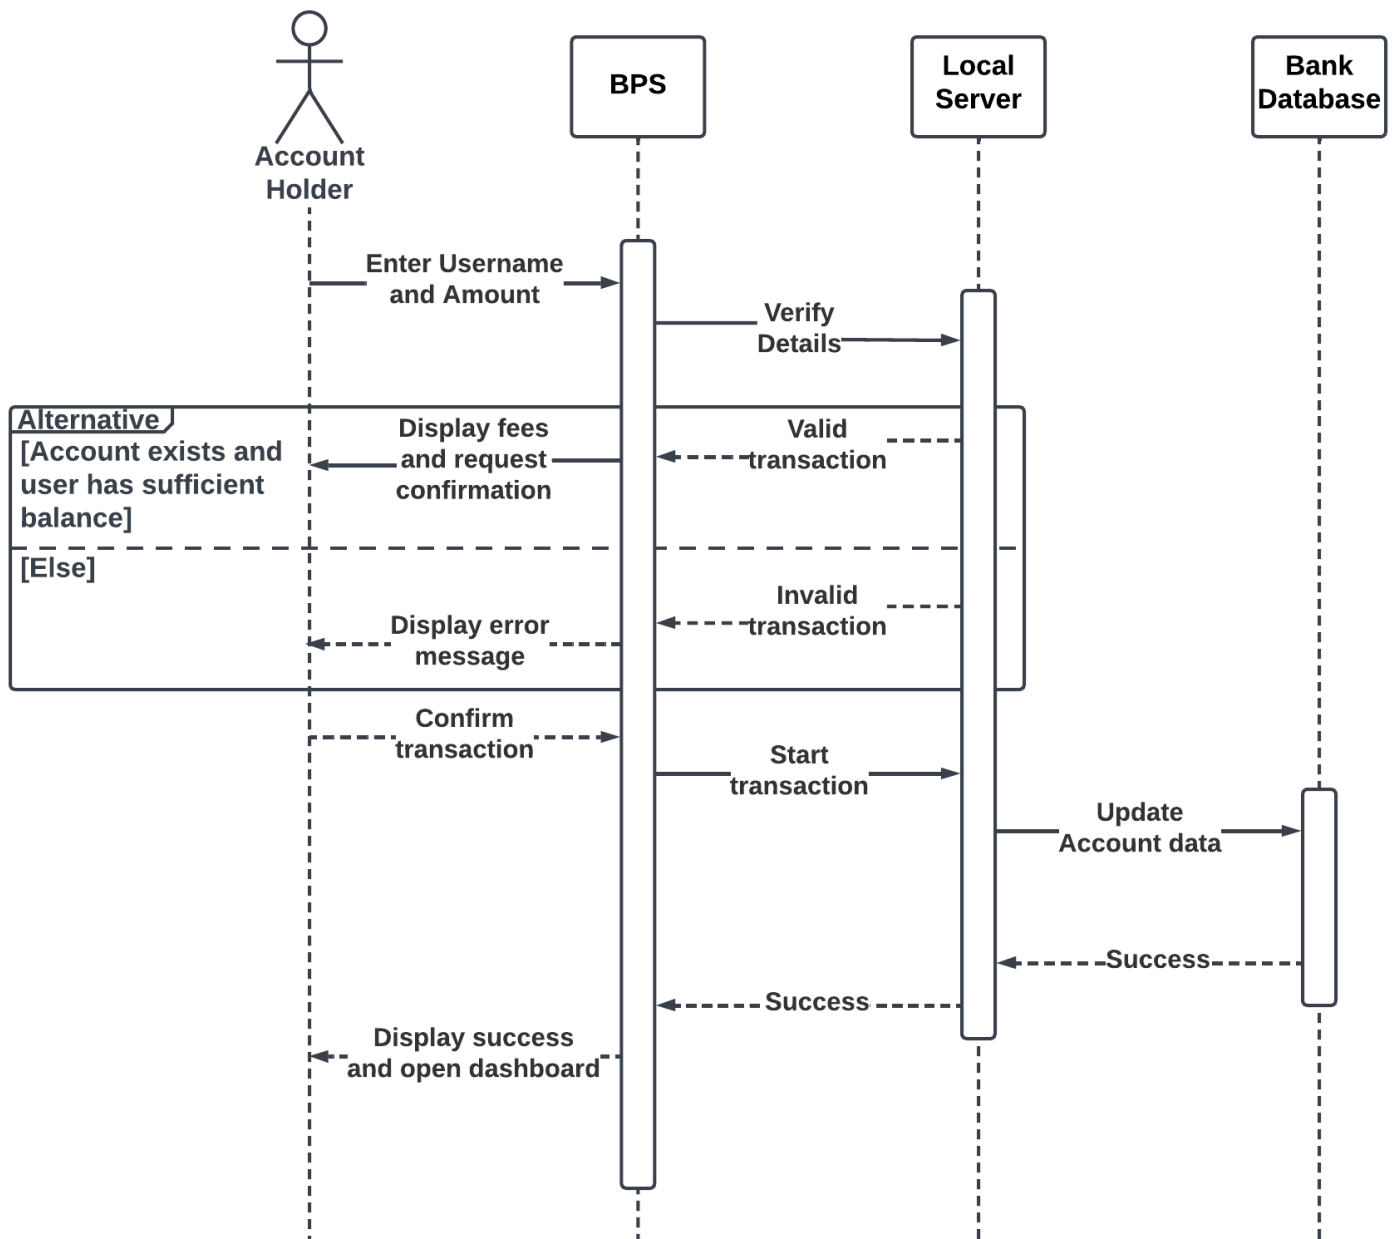 Account
Holder
BPS
Local
Server
Bank
Database
Enter Username
and Amount
Verify
Details
Alternative
[Account exists and
user has sufficient
balance]
Display fees
and request
confirmation
Valid
transaction
[Else]
Invalid
transaction
Display error
message
Confirm
transaction
Start
transaction
Update
Account data
Success
Success
Display success
and open dashboard